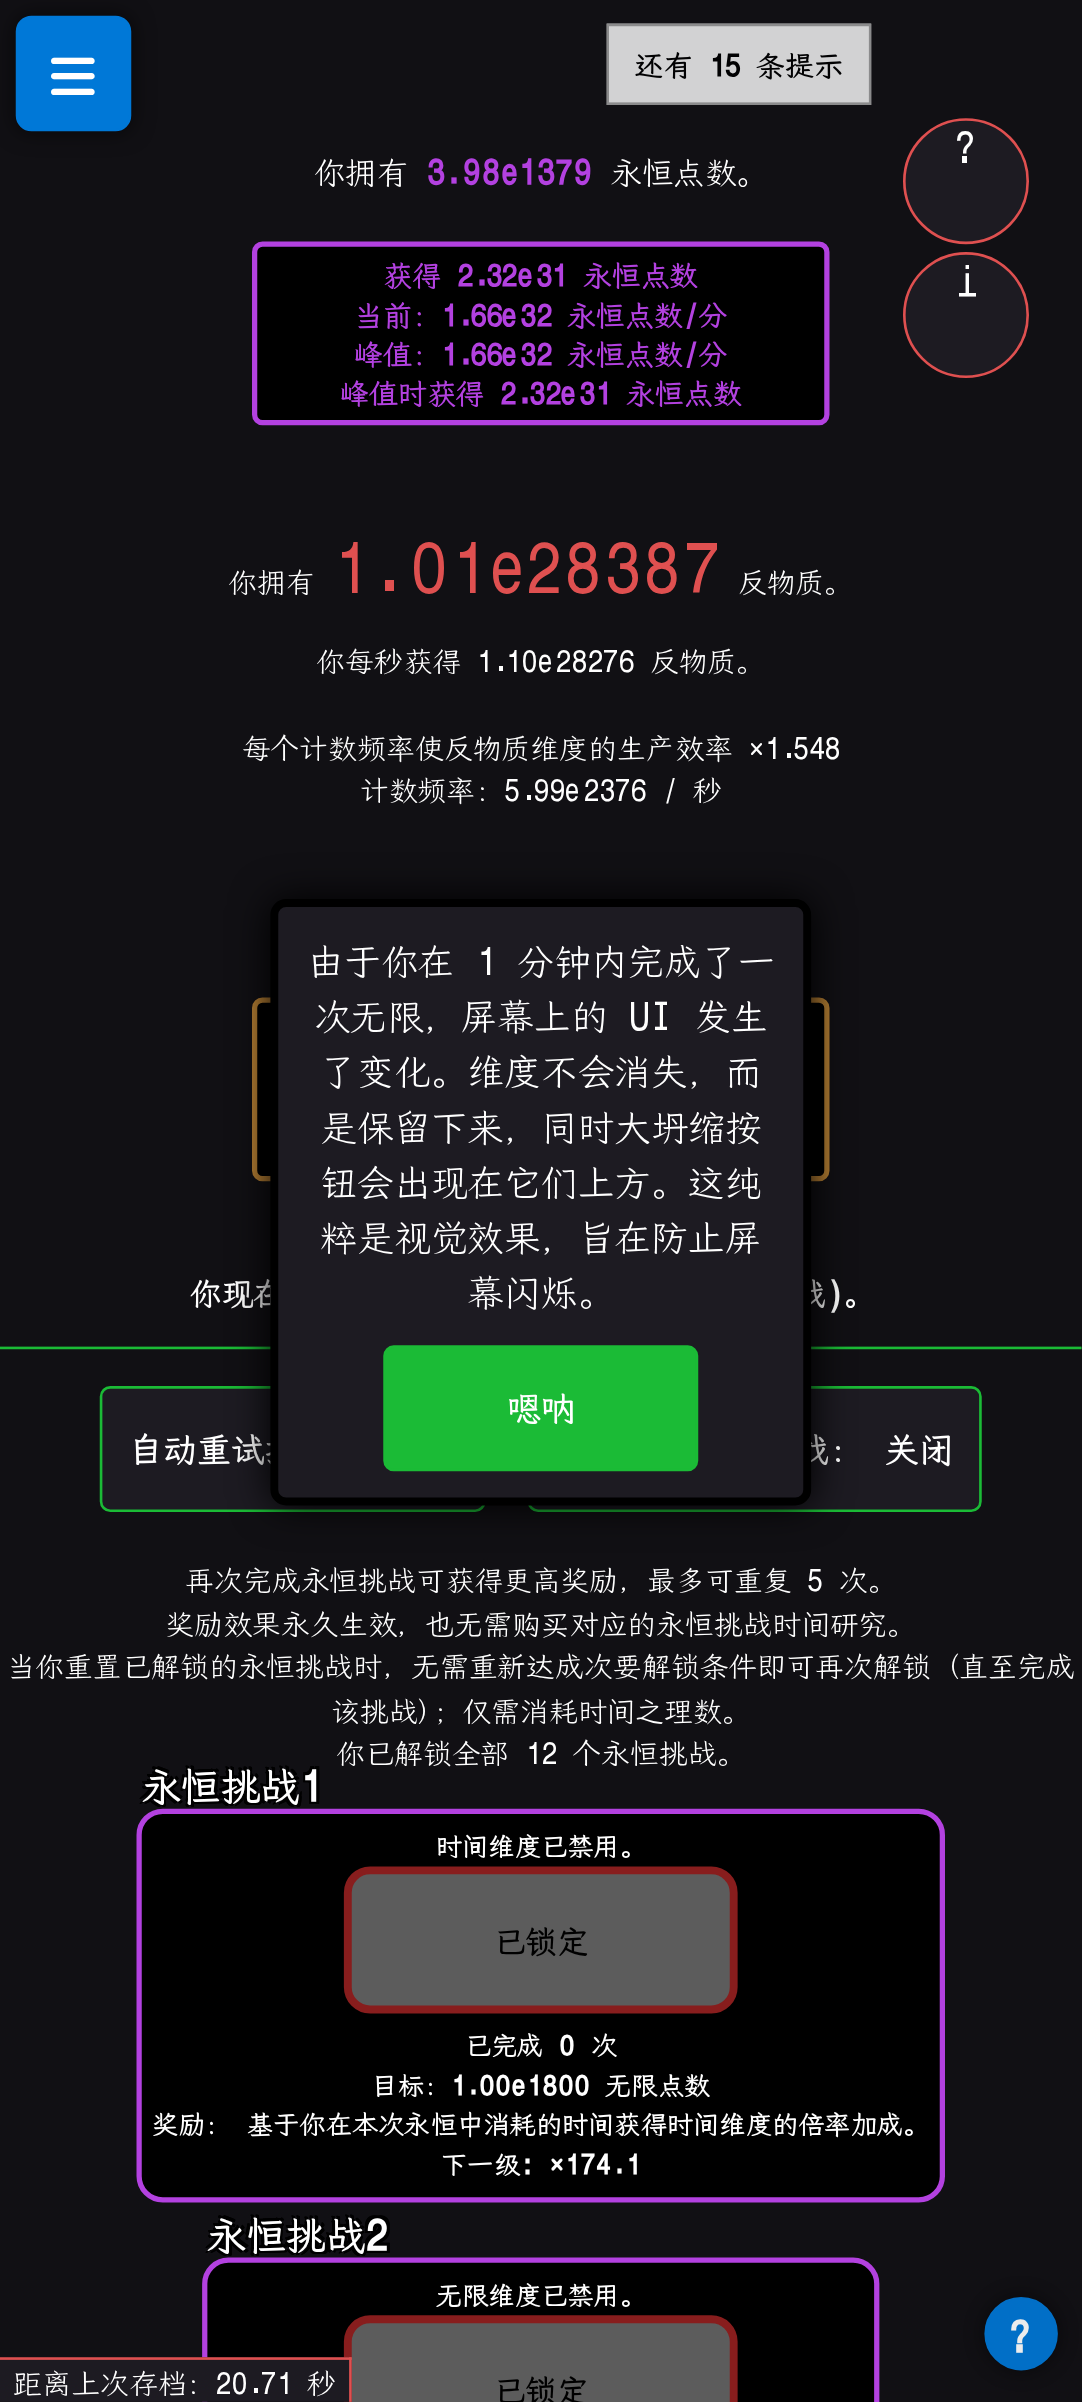 还有 15 条提示
?
i
你拥有 3.98e1379 永恒点数。
获得 2.32e31 永恒点数
当前: 1.66e32 永恒点数/分
峰值: 1.66e32 永恒点数/分
峰值时获得 2.32e31 永恒点数
你拥有 1.01e28387 反物质。
你每秒获得 1.10e28276 反物质。
每个计数频率使反物质维度的生产效率 ×1.548
计数频率: 5.99e2376 / 秒
由于你在 1 分钟内完成了一
次无限, 屏幕上的 UI 发生
了变化。维度不会消失, 而
是保留下来, 同时大坍缩按
钮会出现在它们上方。这纯
粹是视觉效果, 旨在防止屏
幕闪烁。
嗯呐
你现在
戏)。
自动重试
: 关闭
再次完成永恒挑战可获得更高奖励, 最多可重复 5 次。
奖励效果永久生效, 也无需购买对应的永恒挑战时间研究。
当你重置已解锁的永恒挑战时, 无需重新达成次要解锁条件即可再次解锁 (直至完成
该挑战); 仅需消耗时间之理数。
你已解锁全部 12 个永恒挑战。
永恒挑战1
时间维度已禁用。
已锁定
已完成 0 次
目标: 1.00e1800 无限点数
奖励: 基于你在本次永恒中消耗的时间获得时间维度的倍率加成。
下一级: ×174.1
永恒挑战2
无限维度已禁用。
已锁定
?
距离上次存档: 20.71 秒